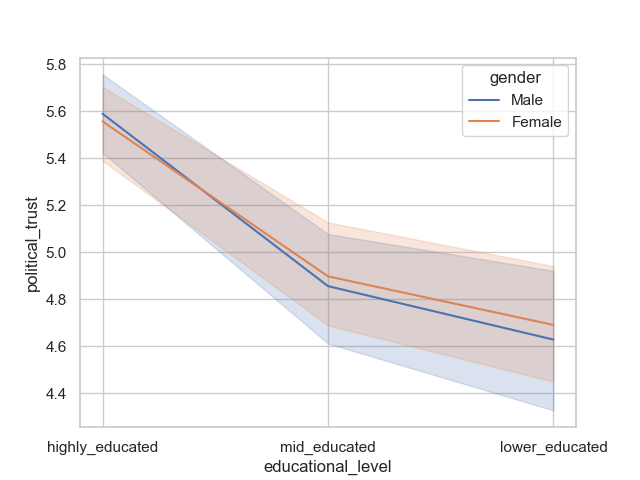 5.8
5.6
5.4
5.2
5.0
4.8
4.6
4.4
political_trust
gender
Male
Female
highly_educated
mid_educated
lower_educated
educational_level